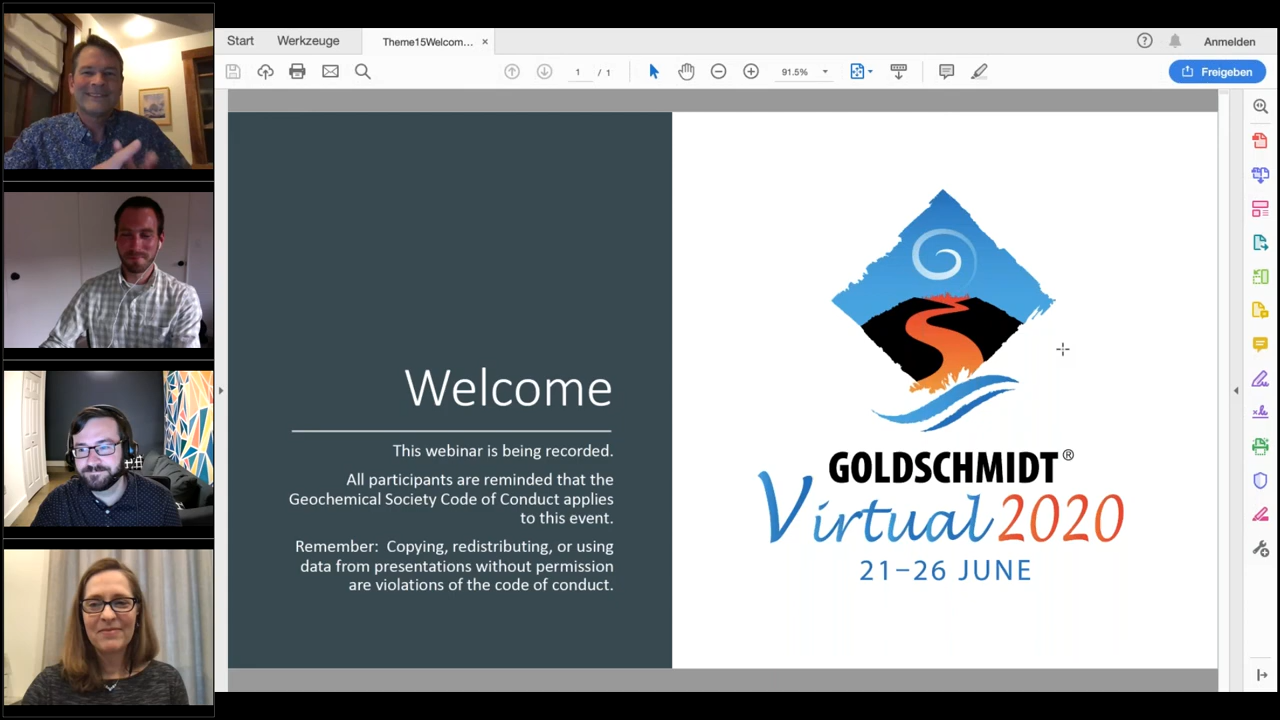 Start
Werkzeuge
Theme15Welcom...
Anmelden
1 / 1
91.5%
Freigeben
Welcome
This webinar is being recorded.
All participants are reminded that the
Geochemical Society Code of Conduct applies
to this event.
Remember: Copying, redistributing, or using
data from presentations without permission
are violations of the code of conduct.
GOLDSCHMIDT®
Virtual 2020
21–26 JUNE